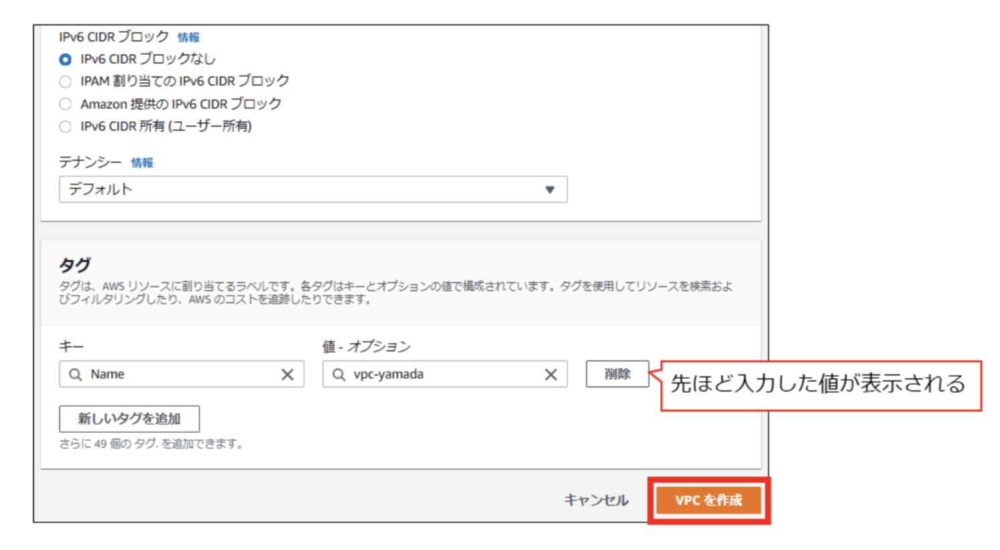 IPv6 CIDR ブロック 情報
IPv6 CIDR ブロックなし
IPAM 割り当ての IPv6 CIDR ブロック
Amazon 提供の IPv6 CIDR ブロック
IPv6 CIDR 所有 (ユーザー所有)
テナンシー 情報
デフォルト
タグ
タグは、AWS リソースに割り当てるラベルです。各タグはキーとオプションの値で構成されています。タグを使用してリソースを検索およ
びフィルタリングしたり、AWS のコストを追跡したりできます。
キー 値 - オプション
Name vpc-yamada 削除
先ほど入力した値が表示される
新しいタグを追加
さらに 49 個の タグ. を追加できます。
キャンセル VPC を作成